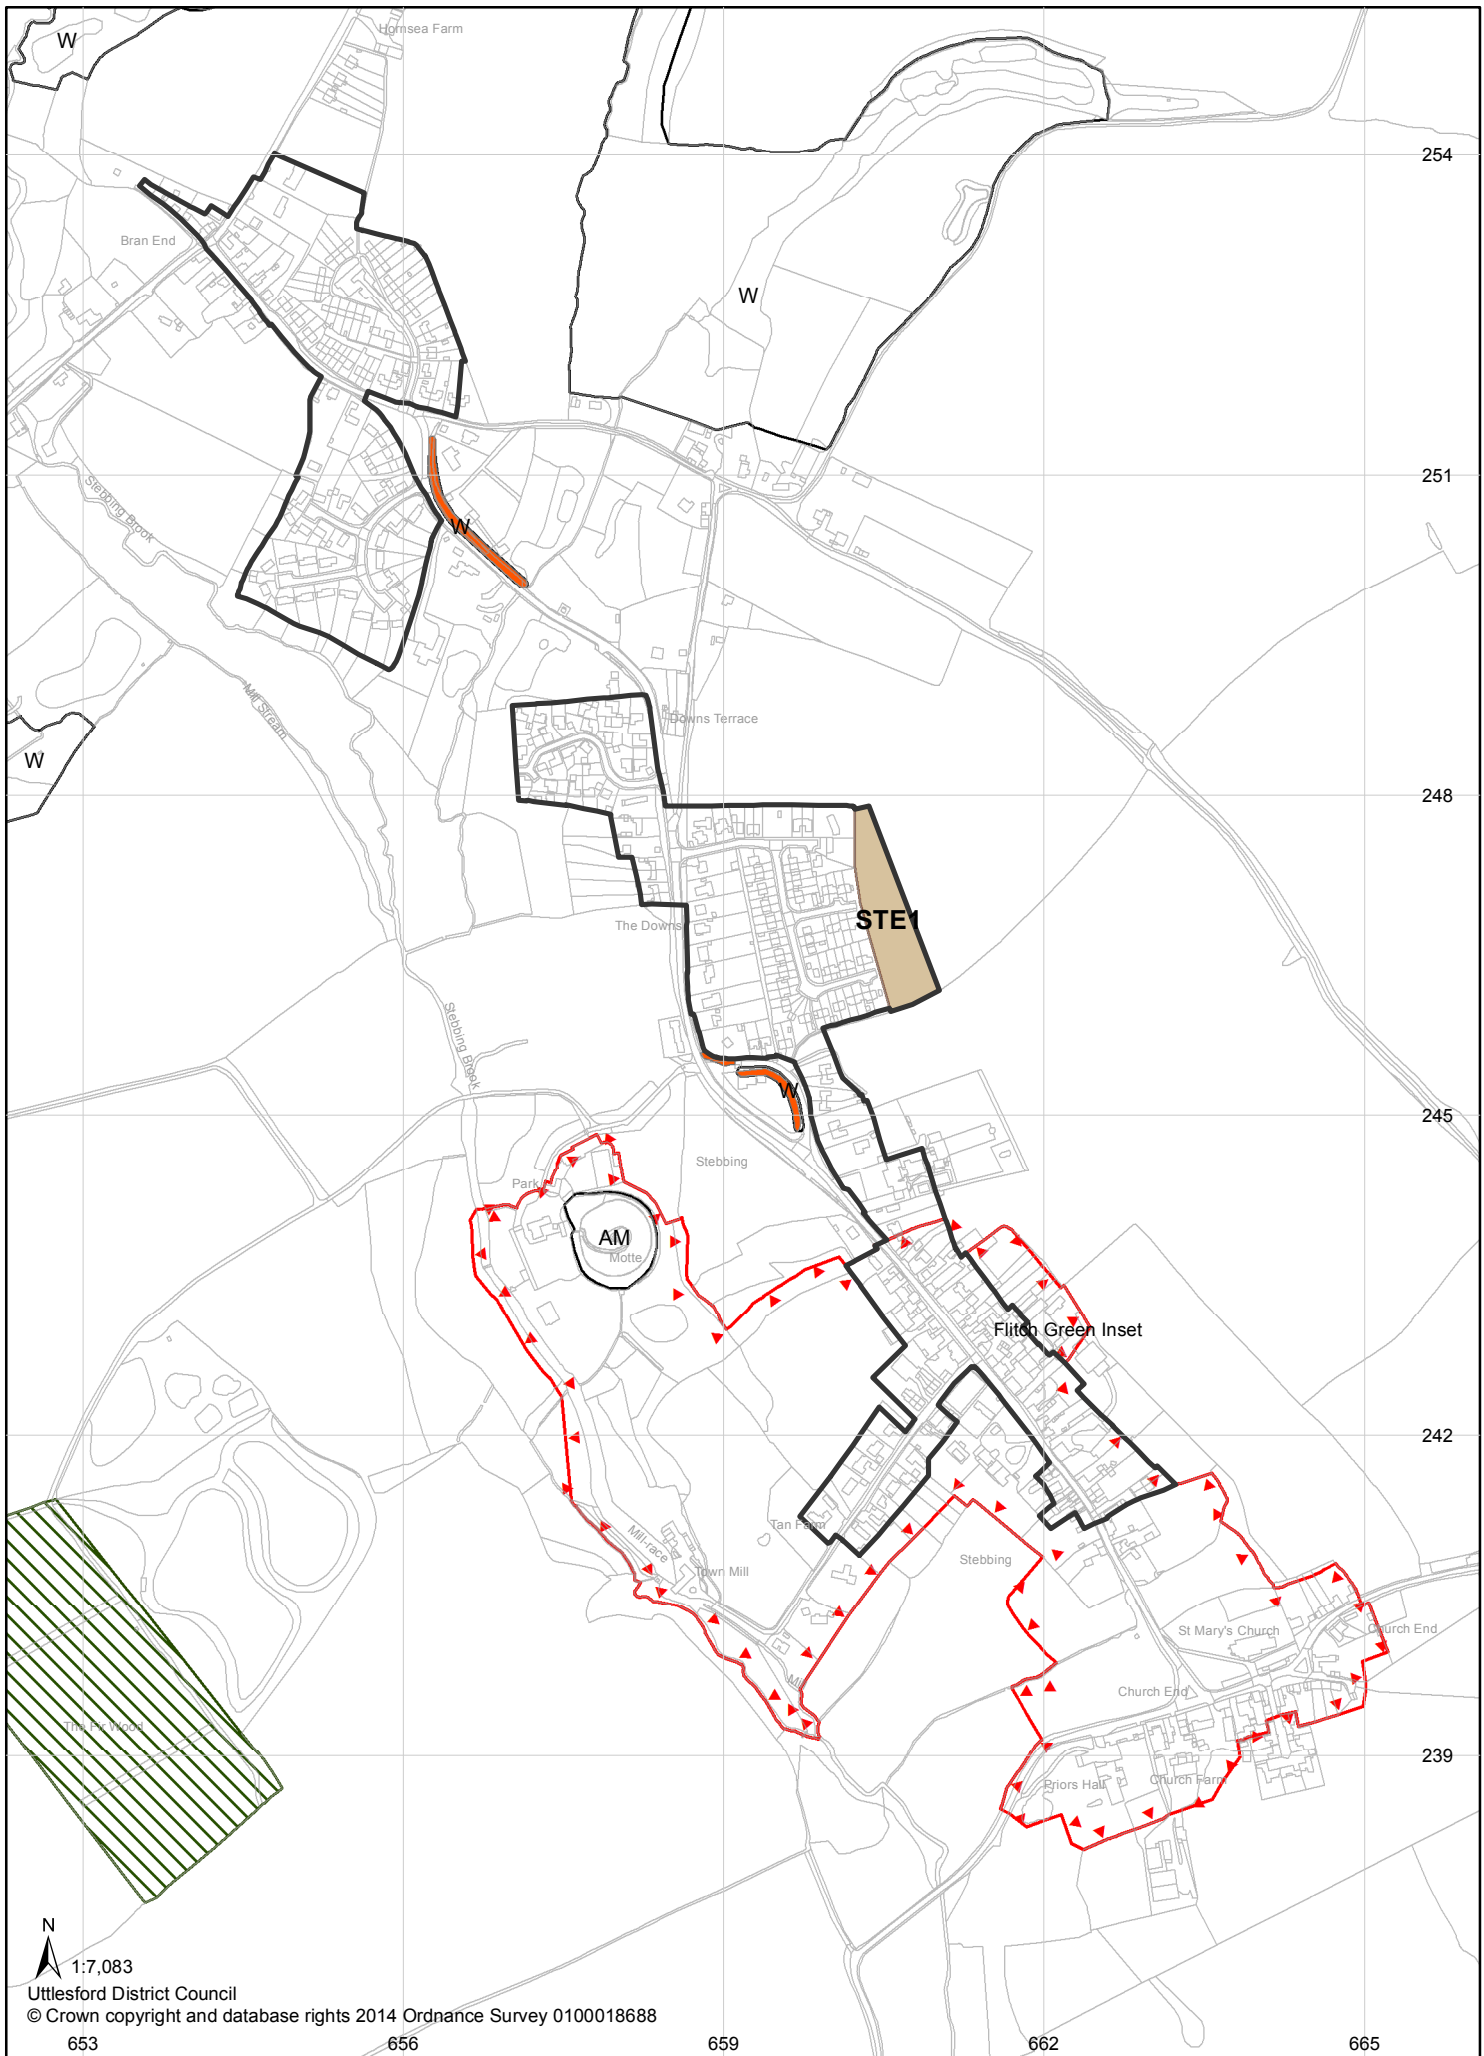 Hornsea Farm
W
254
Bran End
W
251
Stebbing Brook
W
Mill Stream
Downs Terrace
W
248
STE1
The Downs
Stebbing Brook
W
245
Stebbing
Park
AM
Motte
Flitch Green Inset
242
Tan Farm
Mill-race
Stebbing
Town Mill
St Mary's Church
Church End
Mill
Church End
The Fir Wood
239
Priors Hall
Church Farm
N
1:7,083
Uttlesford District Council
© Crown copyright and database rights 2014 Ordnance Survey 0100018688
653
656
659
662
665